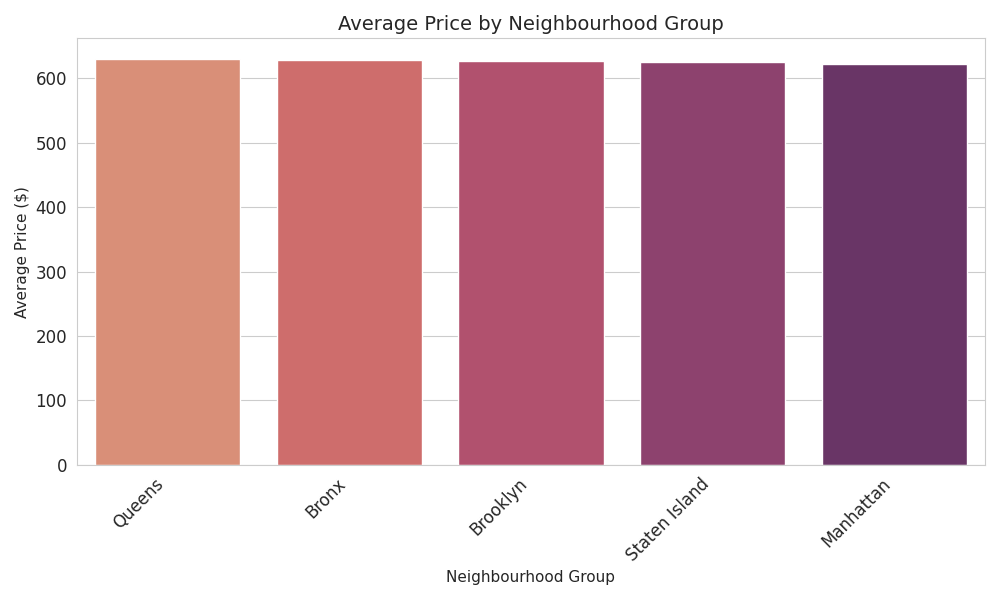 Average Price by Neighbourhood Group
Average Price ($)
600
500
400
300
200
100
0
Queens
Bronx
Brooklyn
Staten Island
Manhattan
Neighbourhood Group